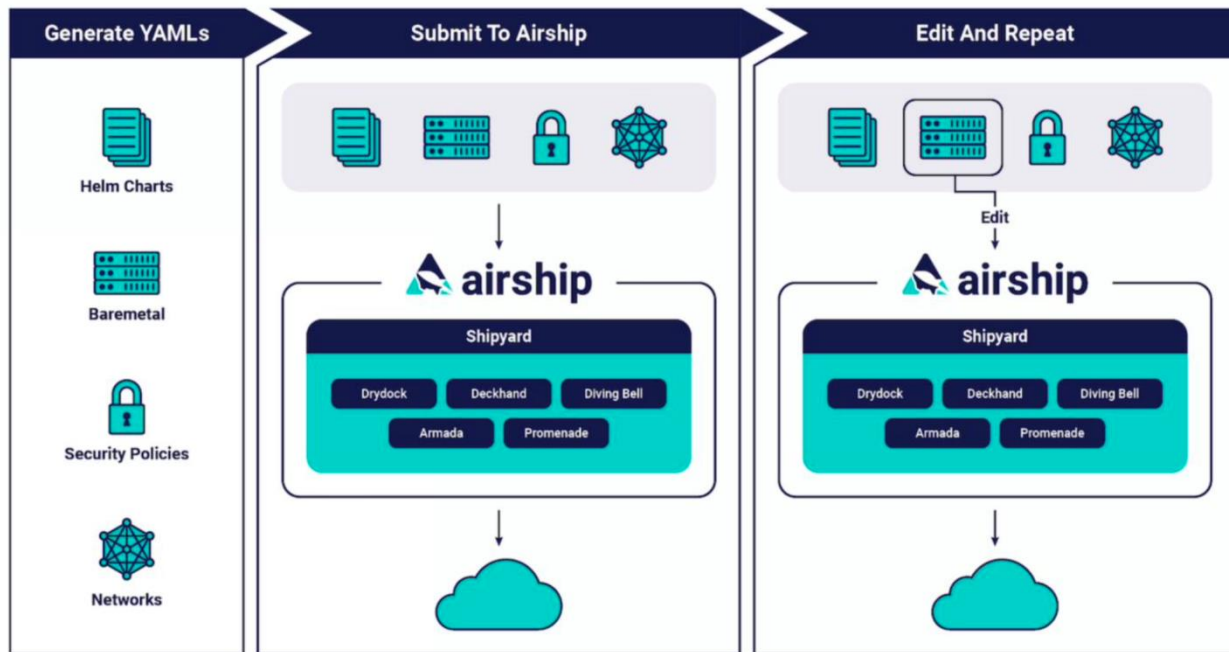 Generate YAMLs
Helm Charts
Baremetal
Security Policies
Networks
Submit To Airship
airship
Shipyard
Drydock Deckhand Diving Bell
Armada Promenade
Edit And Repeat
Edit
airship
Shipyard
Drydock Deckhand Diving Bell
Armada Promenade